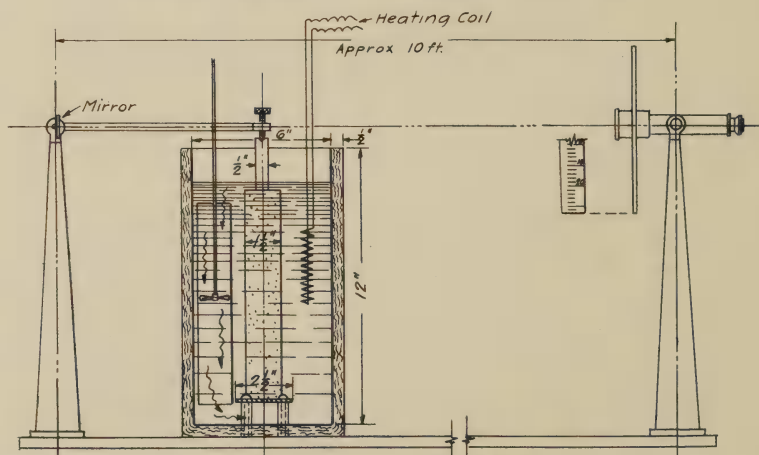 Heating Coil
Approx 10 ft.
Mirror
6"
1/2"
1/2"
1 1/2"
12"
2 1/2"